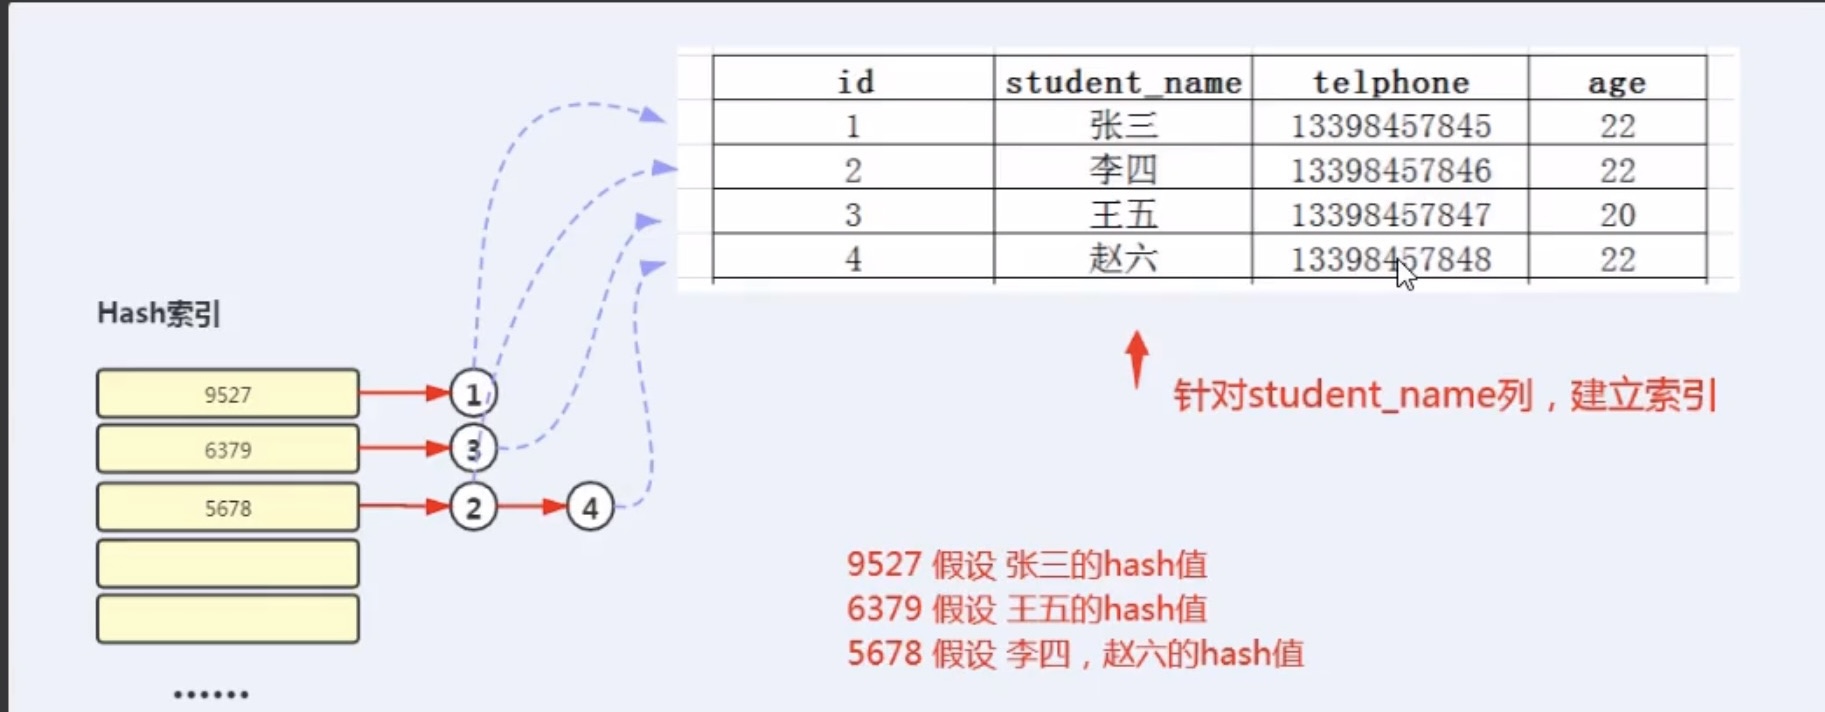 id student_name telphone age
1 张三 13398457845 22
2 李四 13398457846 22
3 王五 13398457847 20
4 赵六 13398457848 22
Hash索引
9527 1
6379 3
5678 2 4
......
针对student_name列，建立索引
9527 假设 张三的hash值
6379 假设 王五的hash值
5678 假设 李四，赵六的hash值